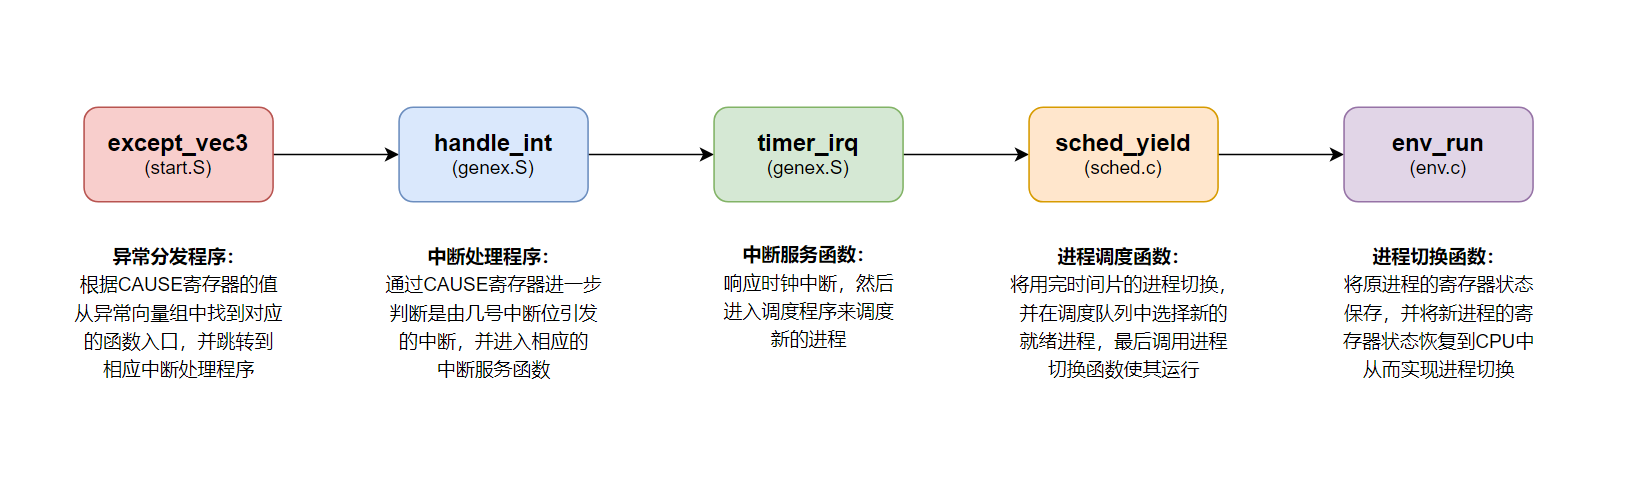 except_vec3
(start.S)
handle_int
(genex.S)
timer_irq
(genex.S)
sched_yield
(sched.c)
env_run
(env.c)
异常分发程序：
根据CAUSE寄存器的值
从异常向量组中找到对应
的函数入口，并跳转到
相应中断处理程序
中断处理程序：
通过CAUSE寄存器进一步
判断是由几号中断位引发
的中断，并进入相应的
中断服务函数
中断服务函数：
响应时钟中断，然后
进入调度程序来调度
新的进程
进程调度函数：
将用完时间片的进程切换，
并在调度队列中选择新的
就绪进程，最后调用进程
切换函数使其运行
进程切换函数：
将原进程的寄存器状态
保存，并将新进程的寄
存器状态恢复到CPU中
从而实现进程切换